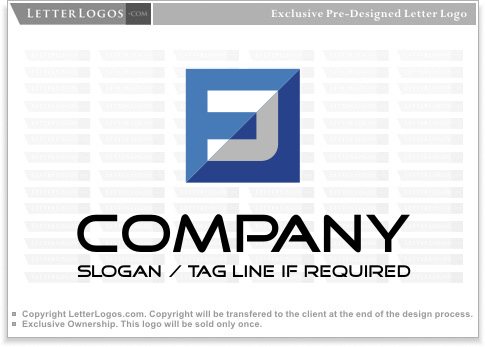 LETTERLOGOS.COM
Exclusive Pre-Designed Letter Logo
COMPANY
SLOGAN / TAG LINE IF REQUIRED
Copyright LetterLogos.com. Copyright will be transfered to the client at the end of the design process.
Exclusive Ownership. This logo will be sold only once.